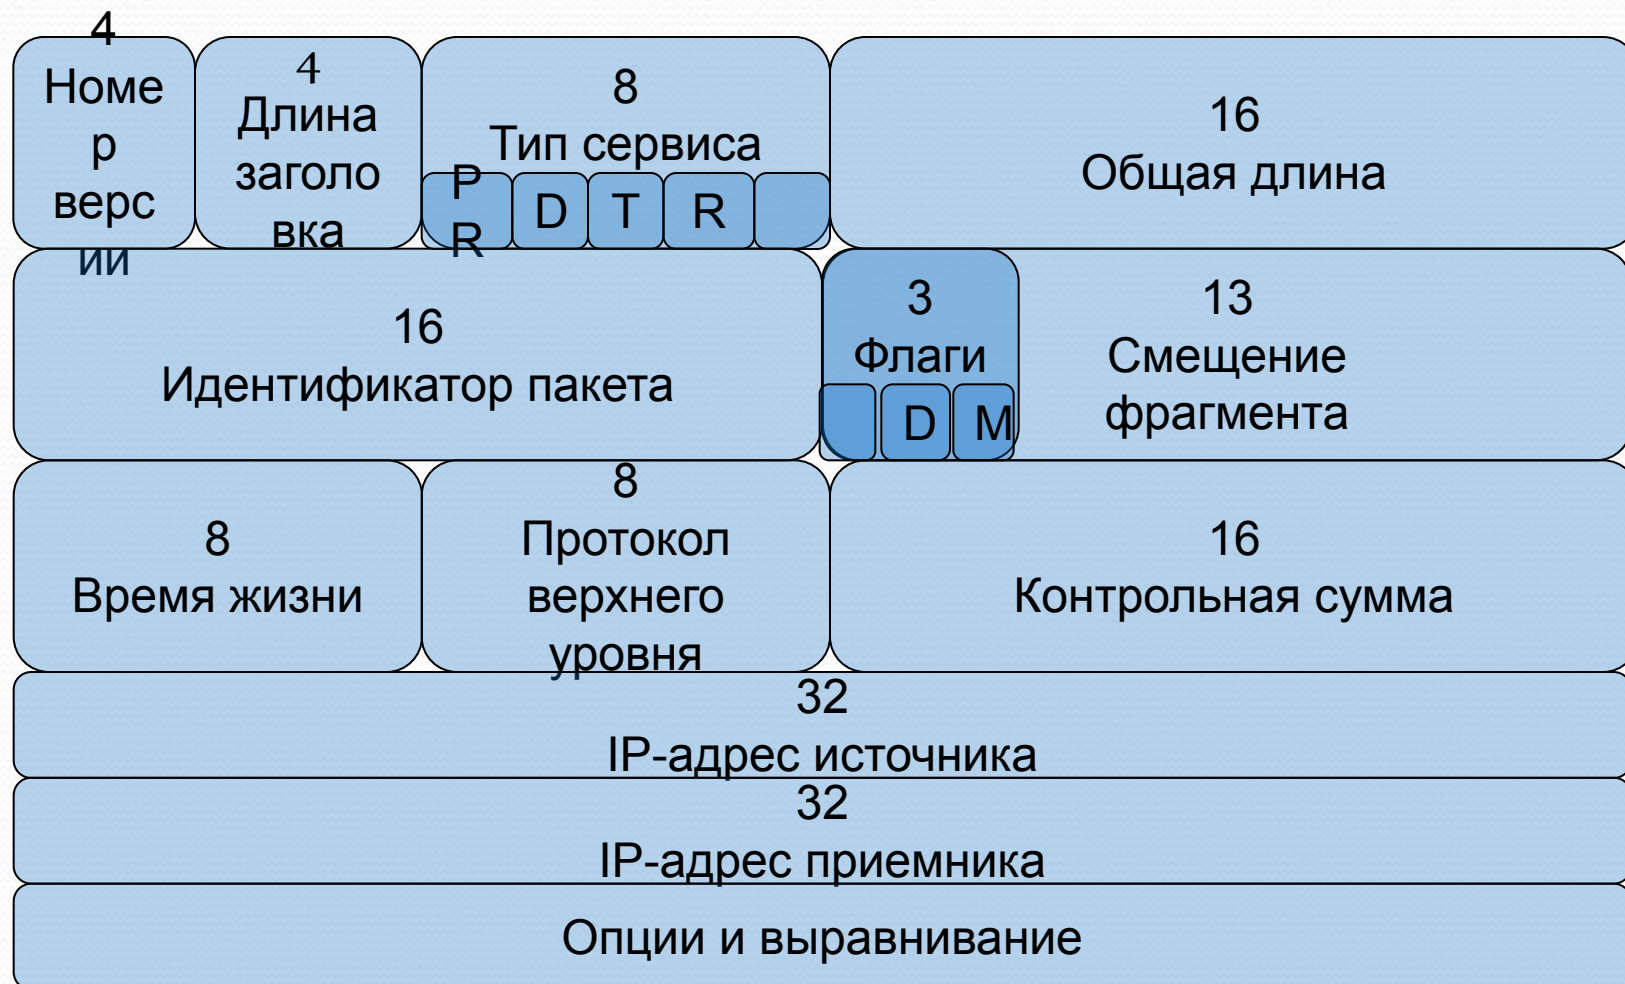 4
Номе
р
верс
ии
4
Длина
заголо
вка
8
Тип сервиса
P
R
D
T
R
16
Общая длина
16
Идентификатор пакета
3
Флаги
D
M
13
Смещение
фрагмента
8
Время жизни
8
Протокол
верхнего
уровня
16
Контрольная сумма
32
IP-адрес источника
32
IP-адрес приемника
Опции и выравнивание